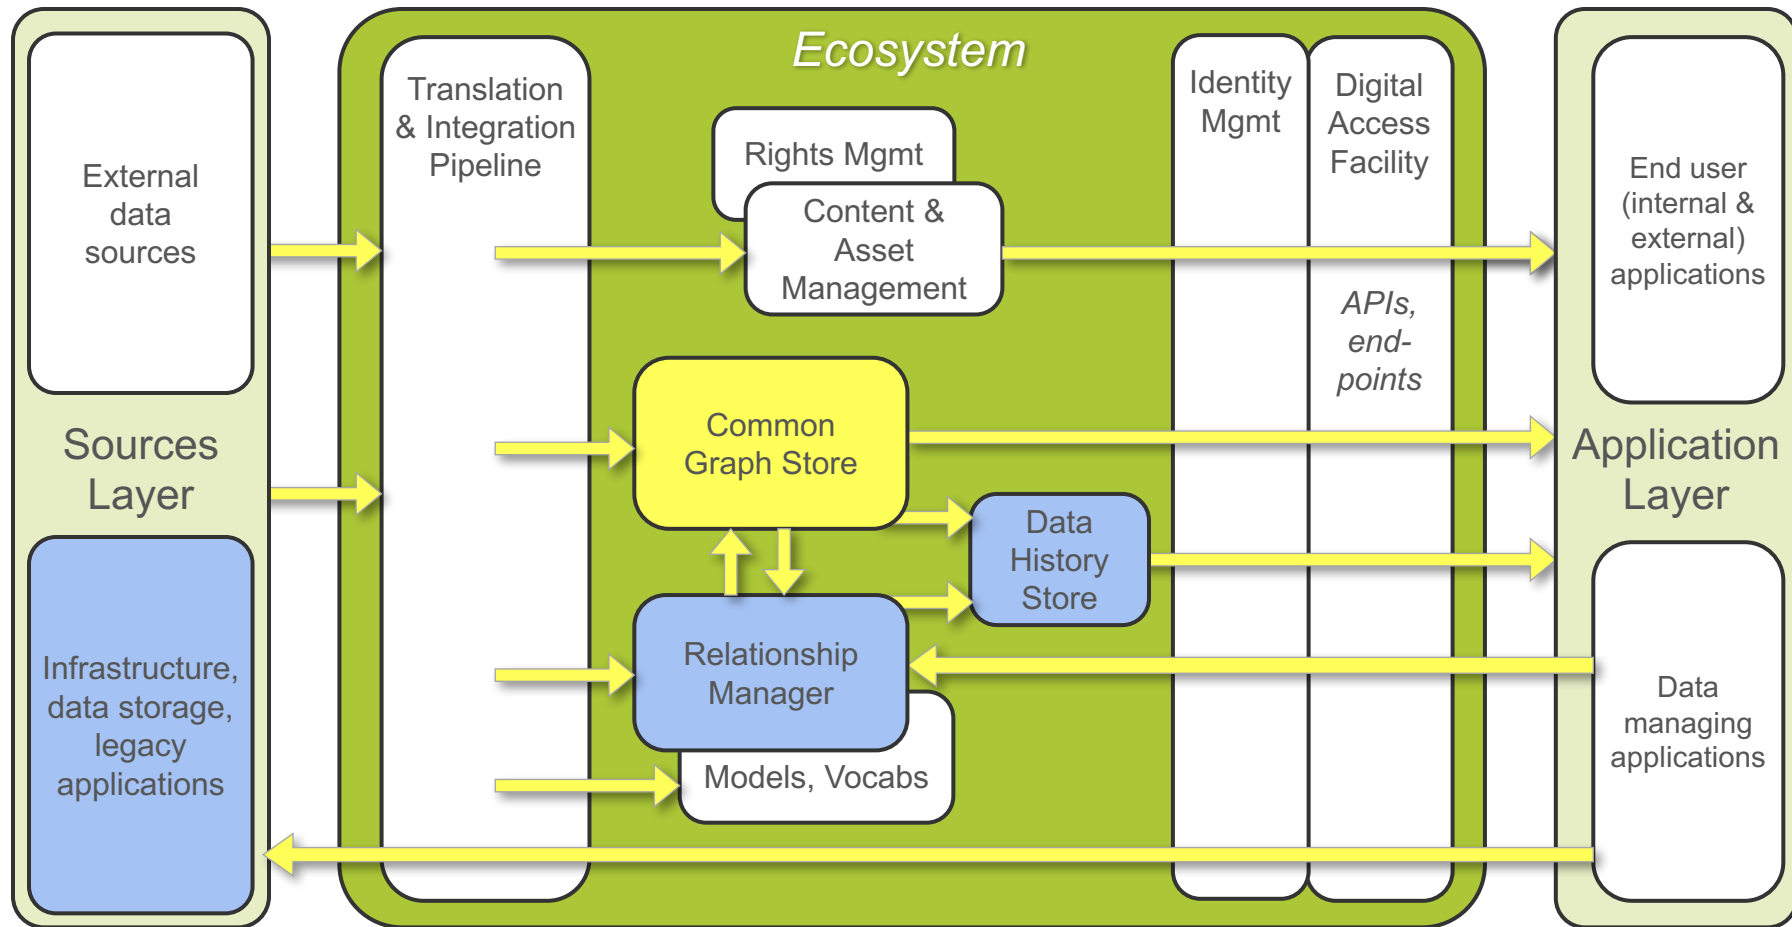 Ecosystem
External
data
sources
Sources
Layer
Infrastructure,
data storage,
legacy
applications
Translation
& Integration
Pipeline
Rights Mgmt
Content &
Asset
Management
Common
Graph Store
Data
History
Store
Relationship
Manager
Models, Vocabs
Identity
Mgmt
Digital
Access
Facility
APIs,
end-
points
End user
(internal &
external)
applications
Application
Layer
Data
managing
applications